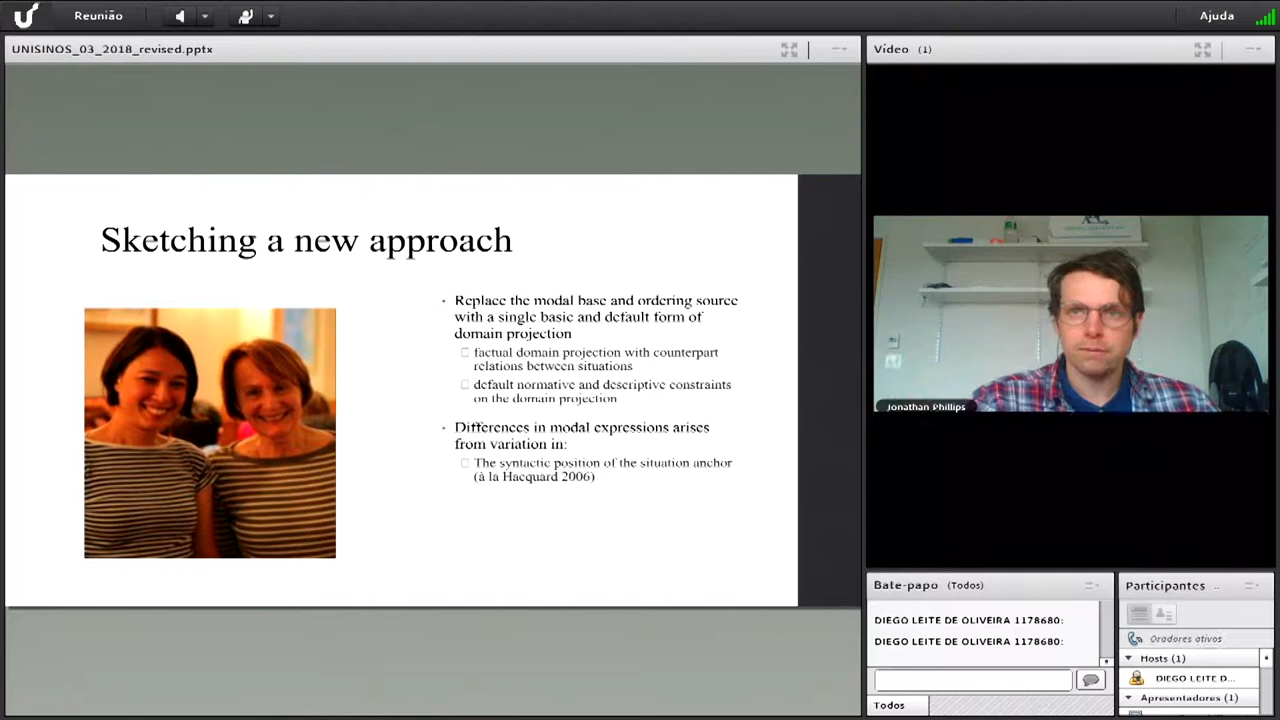 Reunião
Ajuda
UNISINOS_03_2018_revised.pptx
Vídeo (1)
Sketching a new approach
Replace the modal base and ordering source
with a single basic and default form of
domain projection
factual domain projection with counterpart
relations between situations
default normative and descriptive constraints
on the domain projection
Differences in modal expressions arises
from variation in:
The syntactic position of the situation anchor
(à la Hacquard 2006)
Jonathan Phillips
Bate-papo (Todos)
DIEGO LEITE DE OLIVEIRA 1178680:
DIEGO LEITE DE OLIVEIRA 1178680:
Todos
Participantes ..
Oradores ativos
Hosts (1)
DIEGO LEITE D...
Apresentadores (1)